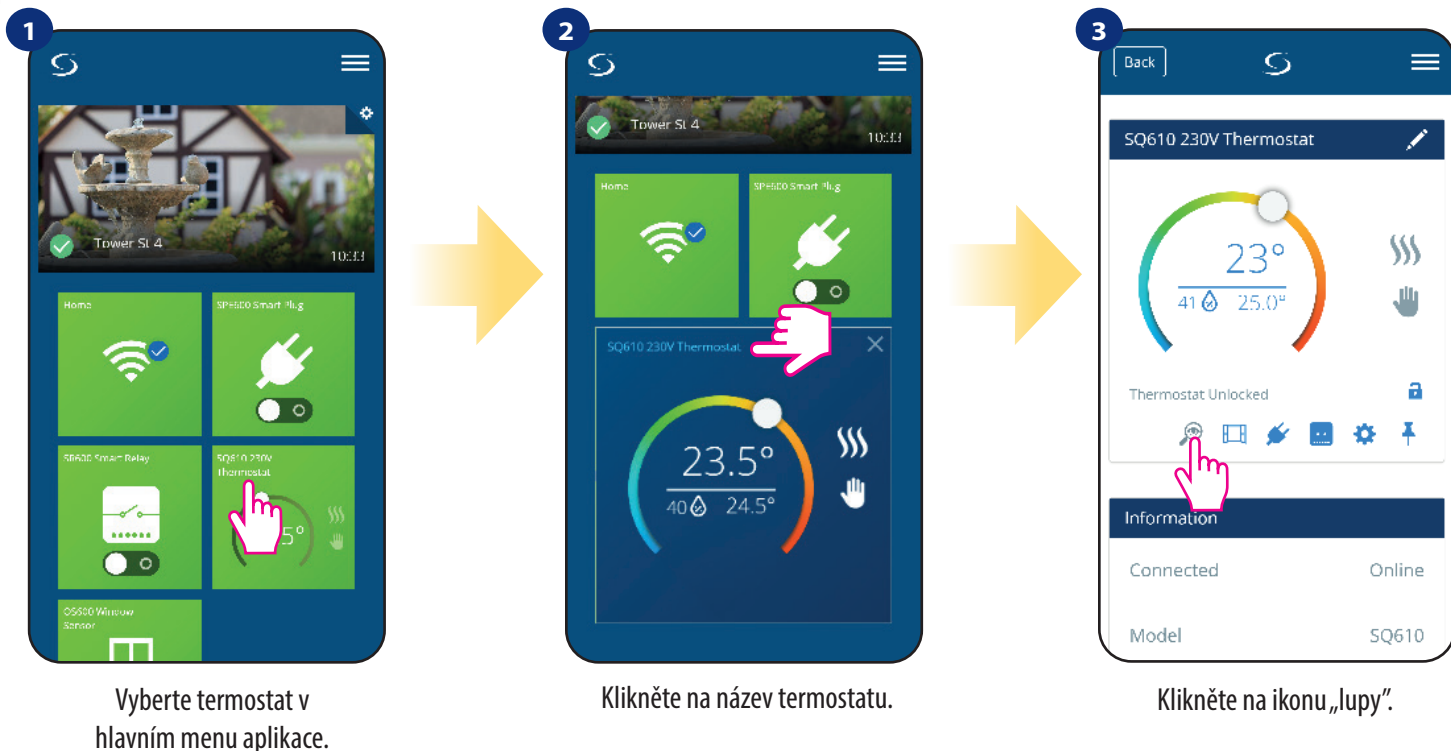 1
Tower St 4
10:33
Home
SPE600 Smart Plug
SR600 Smart Relay
SQ610 230V
Thermostat
5°
OS600 Window
Sensor
Vyberte termostat v
hlavním menu aplikace.
2
Tower St 4
10:33
Home
SPE600 Smart Plug
SQ610 230V Thermostat
23.5°
40 24.5°
Klikněte na název termostatu.
3
Back
SQ610 230V Thermostat
23°
41 25.0°
Thermostat Unlocked
Information
Connected Online
Model SQ610
Klikněte na ikonu „lupy”.